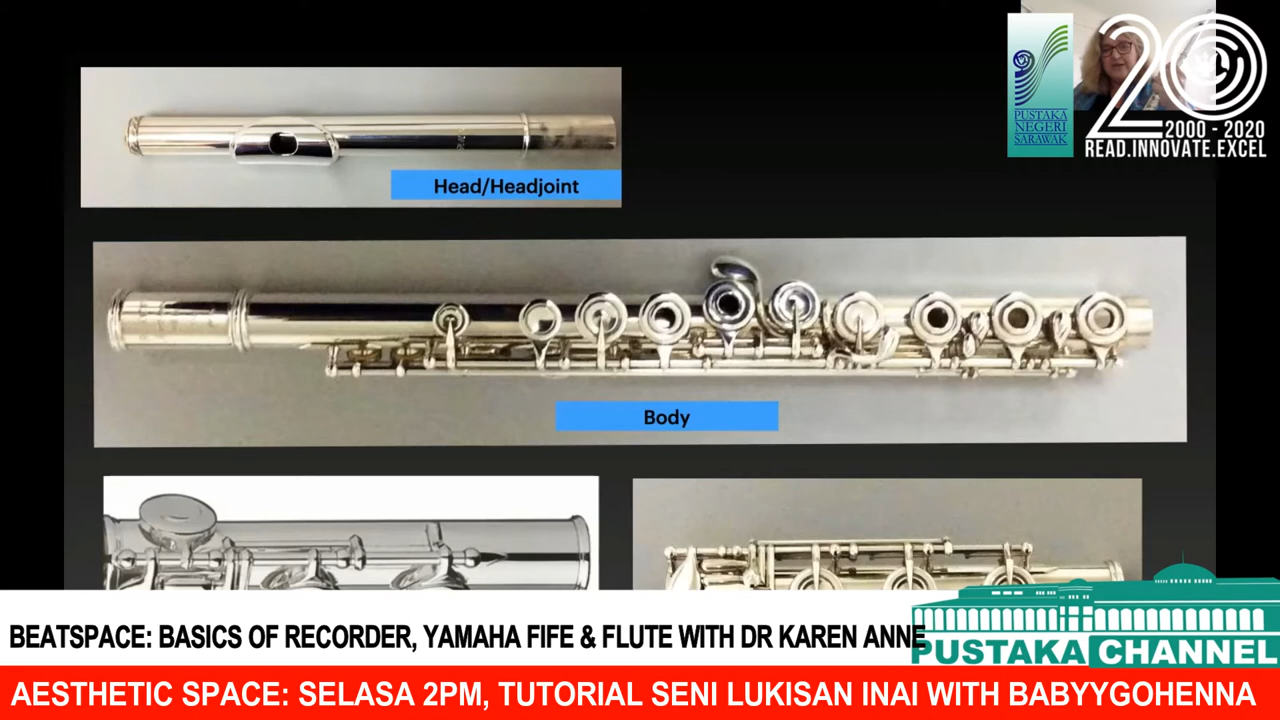 PUSTAKA
NEGERI
SARAWAK
20
2000 - 2020
READ.INNOVATE.EXCEL
Head/Headjoint
Body
BEATSPACE: BASICS OF RECORDER, YAMAHA FIFE & FLUTE WITH DR KAREN ANNE
PUSTAKA CHANNEL
AESTHETIC SPACE: SELASA 2PM, TUTORIAL SENI LUKISAN INAI WITH BABYYGOHENNA